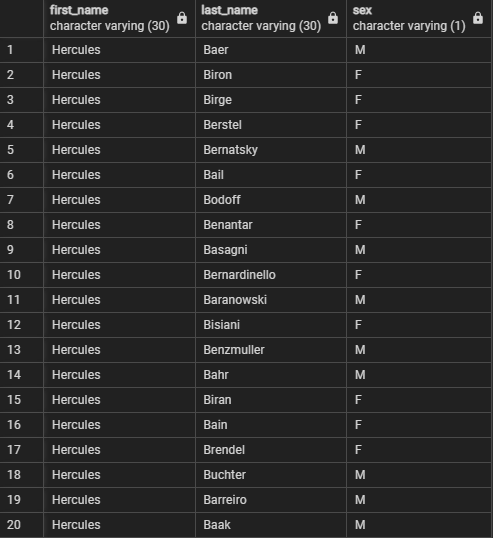 first_name last_name sex
character varying (30) character varying (30) character varying (1)
1 Hercules Baer M
2 Hercules Biron F
3 Hercules Birge F
4 Hercules Berstel F
5 Hercules Bernatsky M
6 Hercules Bail F
7 Hercules Bodoff M
8 Hercules Benantar F
9 Hercules Basagni M
10 Hercules Bernardinello F
11 Hercules Baranowski M
12 Hercules Bisiani F
13 Hercules Benzmuller M
14 Hercules Bahr M
15 Hercules Biran F
16 Hercules Bain F
17 Hercules Brendel F
18 Hercules Buchter M
19 Hercules Barreiro M
20 Hercules Baak M